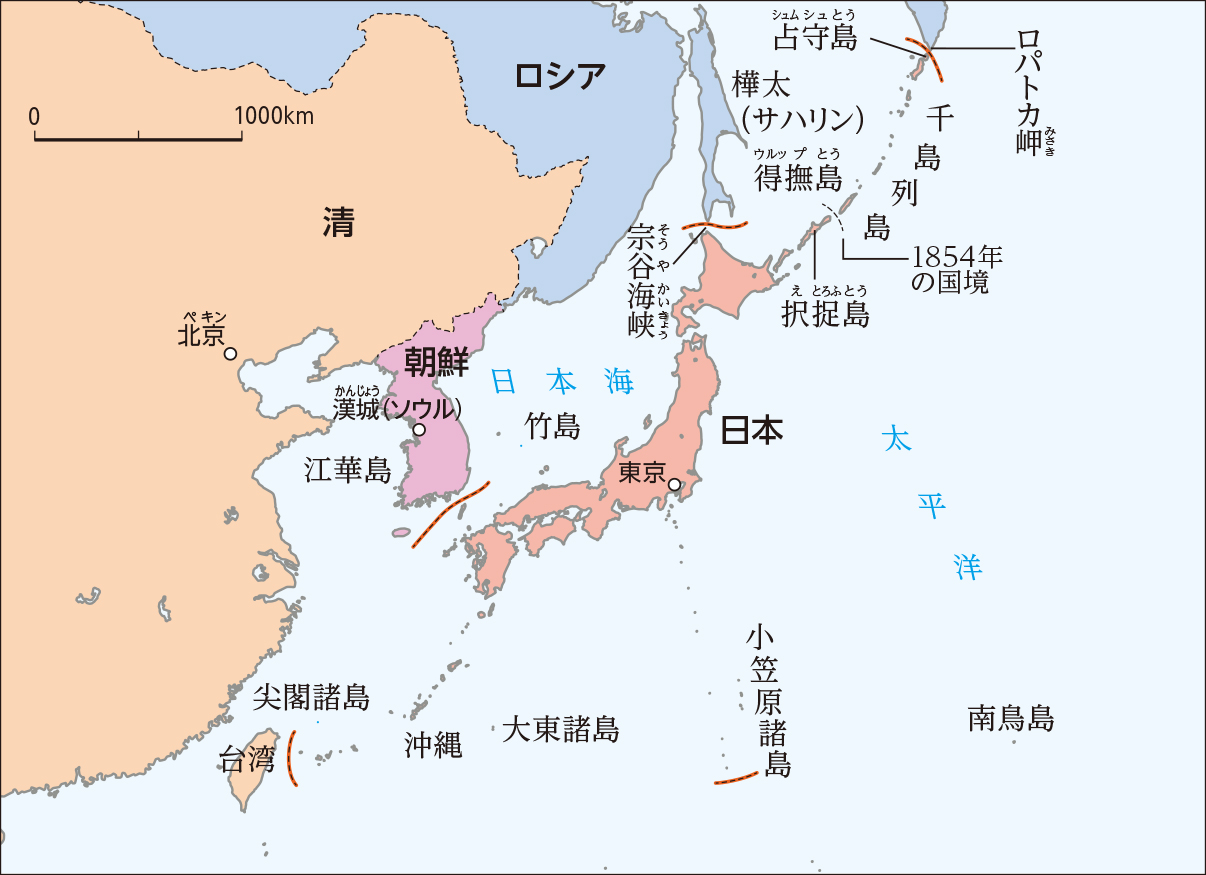 シュム シュ とう
占守島
ロパトカ岬
みさき
ロシア
樺太
(サハリン)
0
1000km
千島列島
ウルップ とう
得撫島
清
宗谷海峡
そう や かいきょう
1854年
の国境
え とろふとう
択捉島
ペキン
北京
朝鮮
日本海
かんじょう
漢城(ソウル)
竹島
日本
太平洋
江華島
東京
小笠原諸島
尖閣諸島
南鳥島
大東諸島
沖縄
台湾